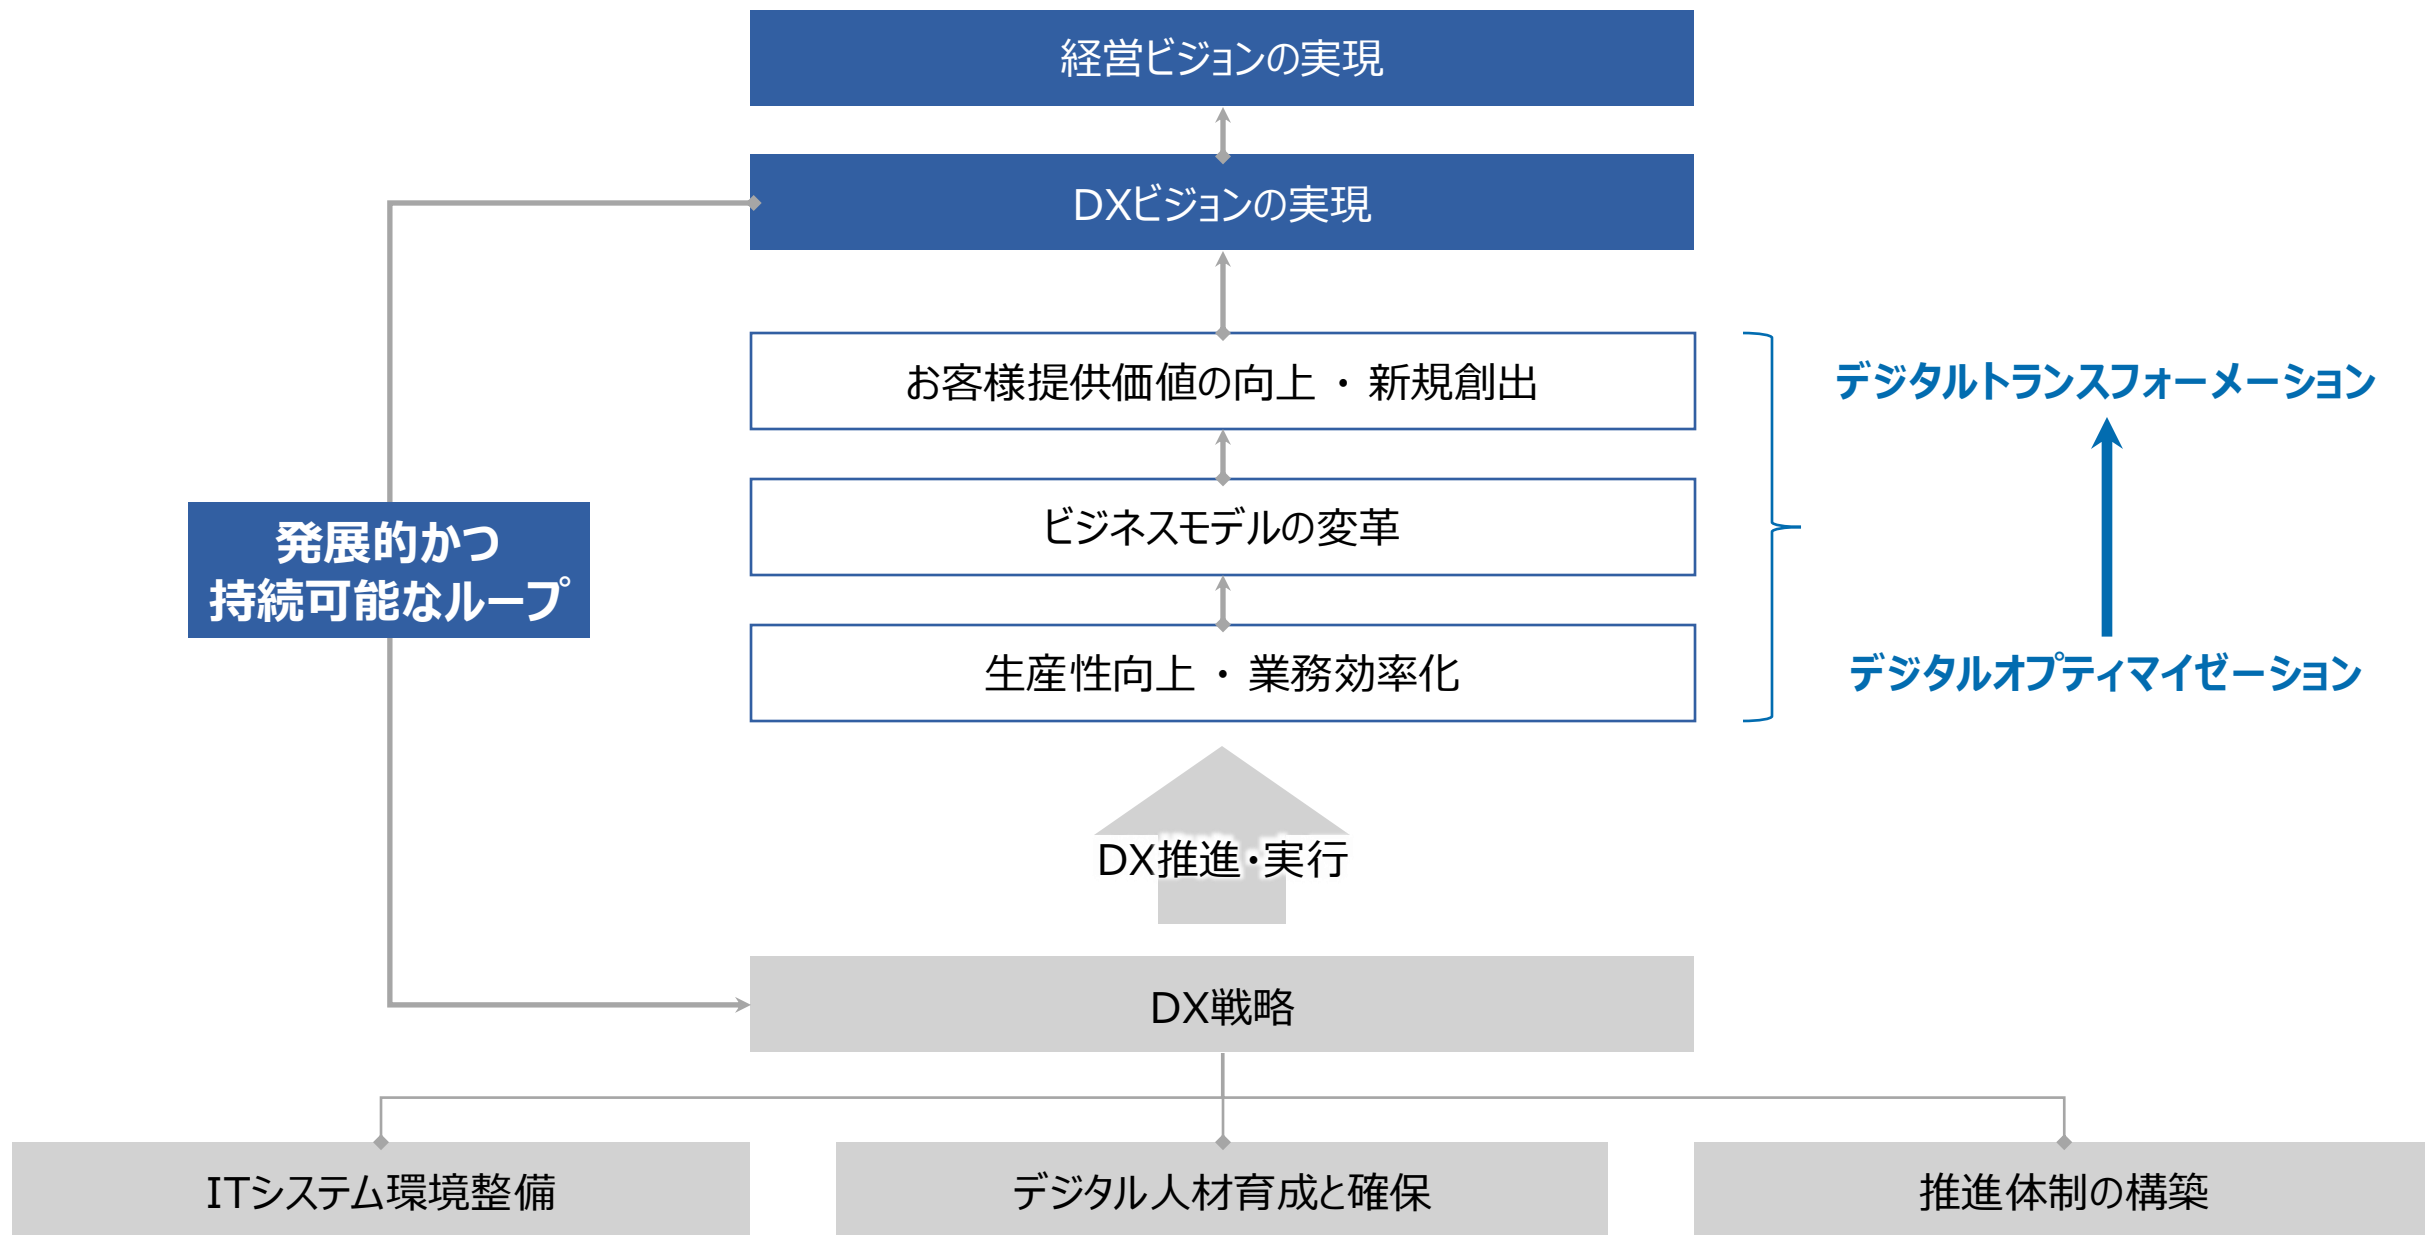 経営ビジョンの実現
DXビジョンの実現
お客様提供価値の向上 ・ 新規創出
デジタルトランスフォーメーション
ビジネスモデルの変革
発展的かつ
持続可能なループ
生産性向上 ・ 業務効率化
デジタルオプティマイゼーション
DX推進・実行
DX戦略
ITシステム環境整備
デジタル人材育成と確保
推進体制の構築